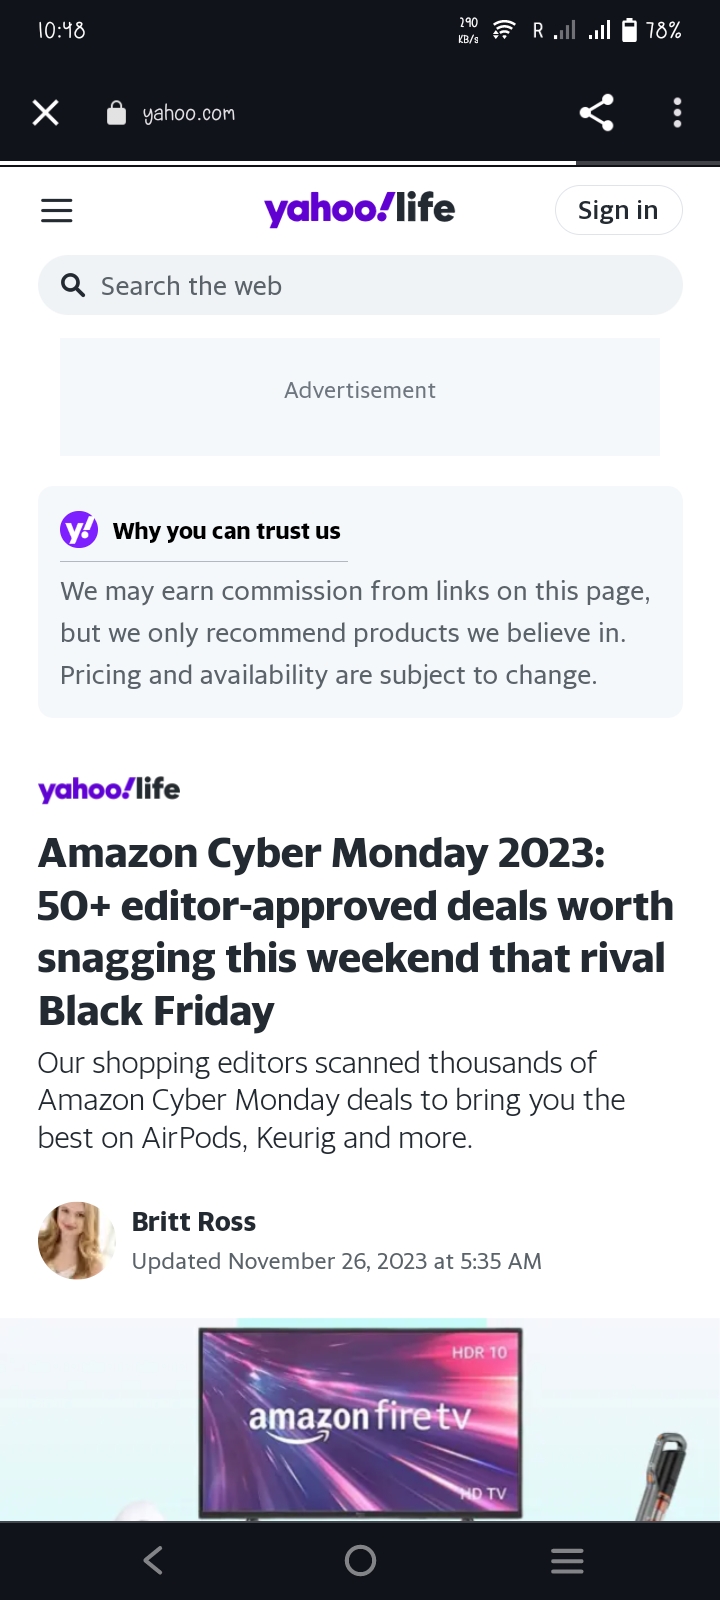 10:48
290
KB/s
R
78%
yahoo.com
yahoo!life
Sign in
Search the web
Advertisement
y!
Why you can trust us
We may earn commission from links on this page,
but we only recommend products we believe in.
Pricing and availability are subject to change.
yahoo!life
Amazon Cyber Monday 2023:
50+ editor-approved deals worth
snagging this weekend that rival
Black Friday
Our shopping editors scanned thousands of
Amazon Cyber Monday deals to bring you the
best on AirPods, Keurig and more.
Britt Ross
Updated November 26, 2023 at 5:35 AM
HDR 10
amazon fire tv
HD TV